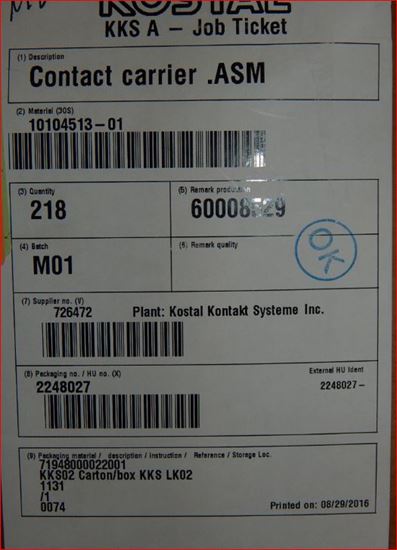 KOSTAL
KKS A – Job Ticket
(1) Description
Contact carrier .ASM
(2) Material (30S)
10104513-01
(3) Quantity
218
(5) Remark production
(4) Batch
M01
(6) Remark quality
OK
(7) Supplier no. (V)
726472 Plant: Kostal Kontakt Systeme Inc.
(8) Packaging no. / HU no. (X) External HU Ident
2248027 2248027–
(9) Packaging material / description / Instruction / Reference / Storage Loc.
71948000022001
KKS02 Carton/box KKS LK02
1131
/1
0074 Printed on: 08/29/2016